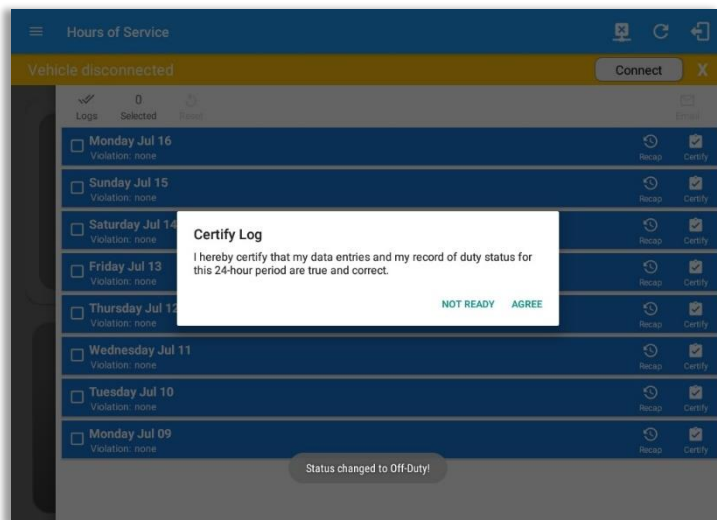 Hours of Service
Vehicle disconnected
Connect
X
0
Logs Selected Reset
Email
Monday Jul 16
Violation: none
Recap Certify
Sunday Jul 15
Violation: none
Recap Certify
Saturday Jul 14
Violation: none
Recap Certify
Friday Jul 13
Violation: none
Recap Certify
Thursday Jul 12
Violation: none
Recap Certify
Certify Log
I hereby certify that my data entries and my record of duty status for
this 24-hour period are true and correct.
NOT READY AGREE
Wednesday Jul 11
Violation: none
Recap Certify
Tuesday Jul 10
Violation: none
Recap Certify
Monday Jul 09
Violation: none
Recap Certify
Status changed to Off-Duty!